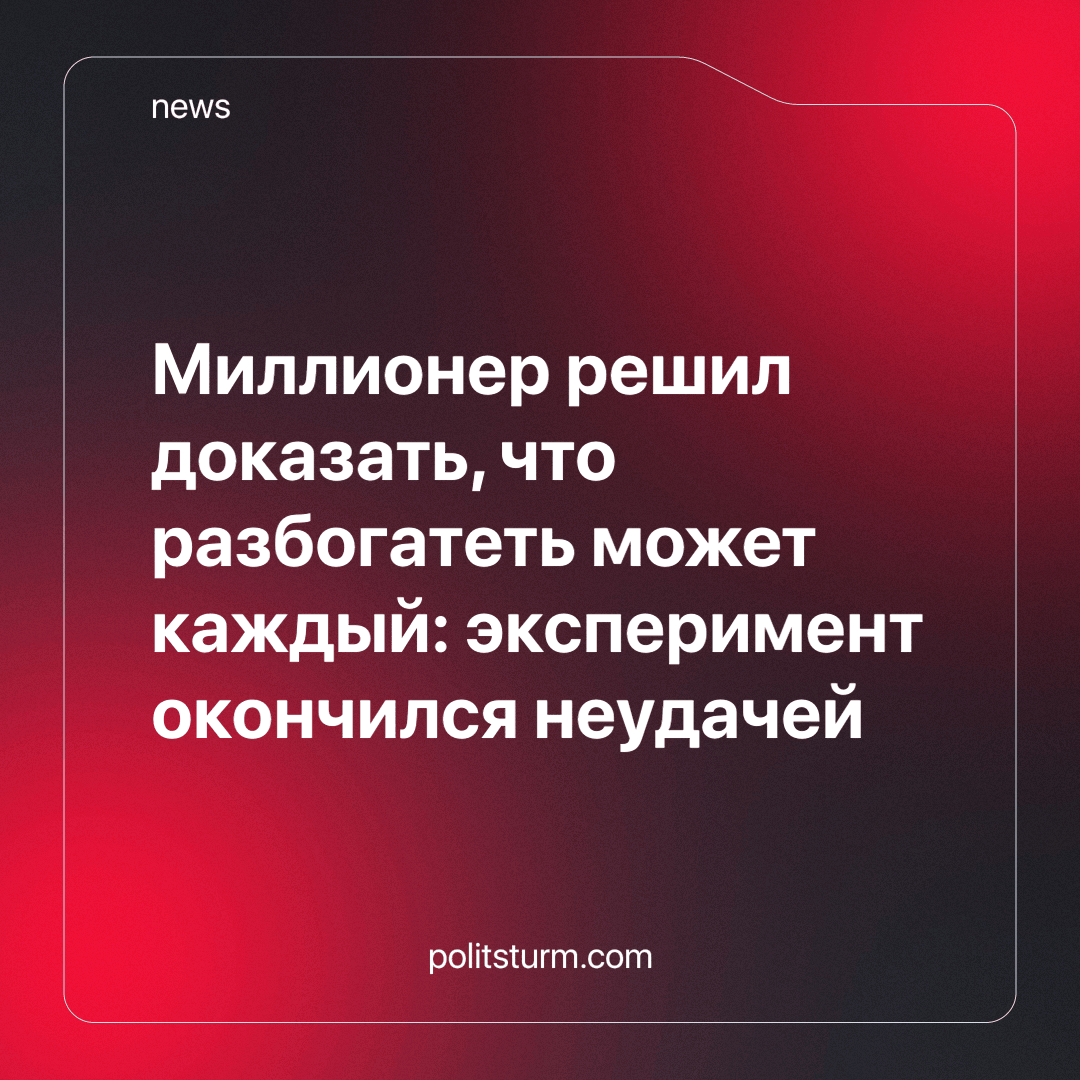 news
Миллионер решил
доказать, что
разбогатеть может
каждый: эксперимент
окончился неудачей
politsturm.com